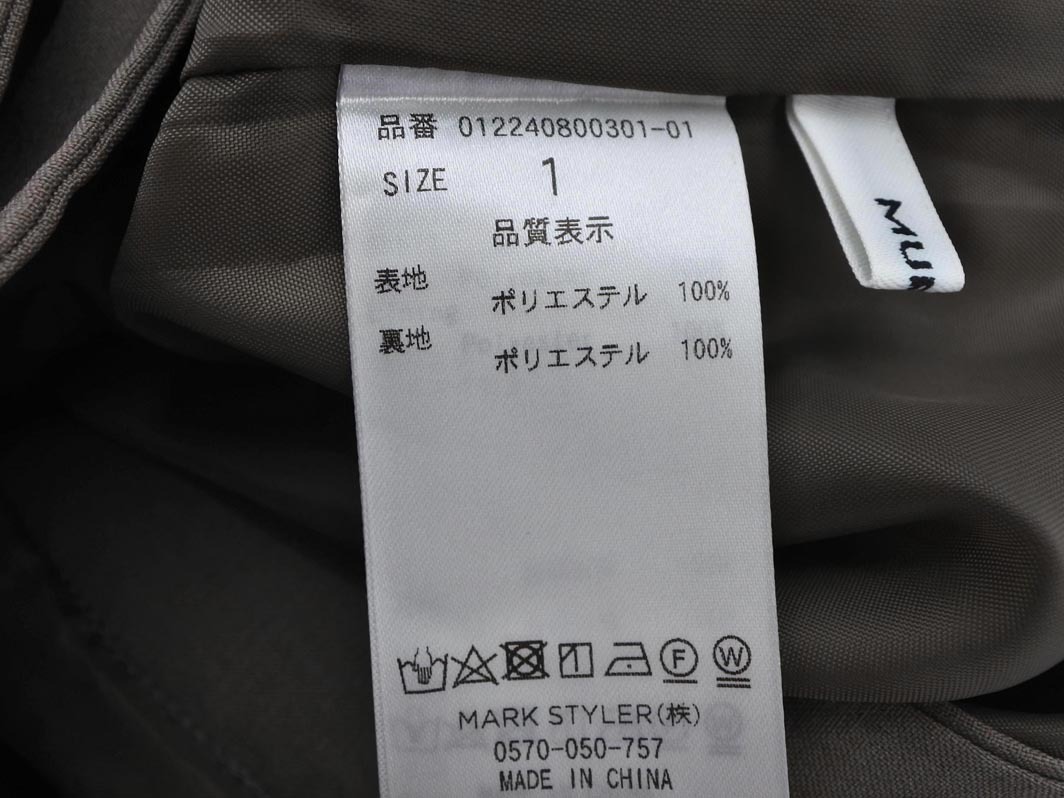 品番 012240800301-01
SIZE 1
品質表示
表地 ポリエステル 100%
裏地 ポリエステル 100%
F W
MARK STYLER(株)
0570-050-757
MADE IN CHINA